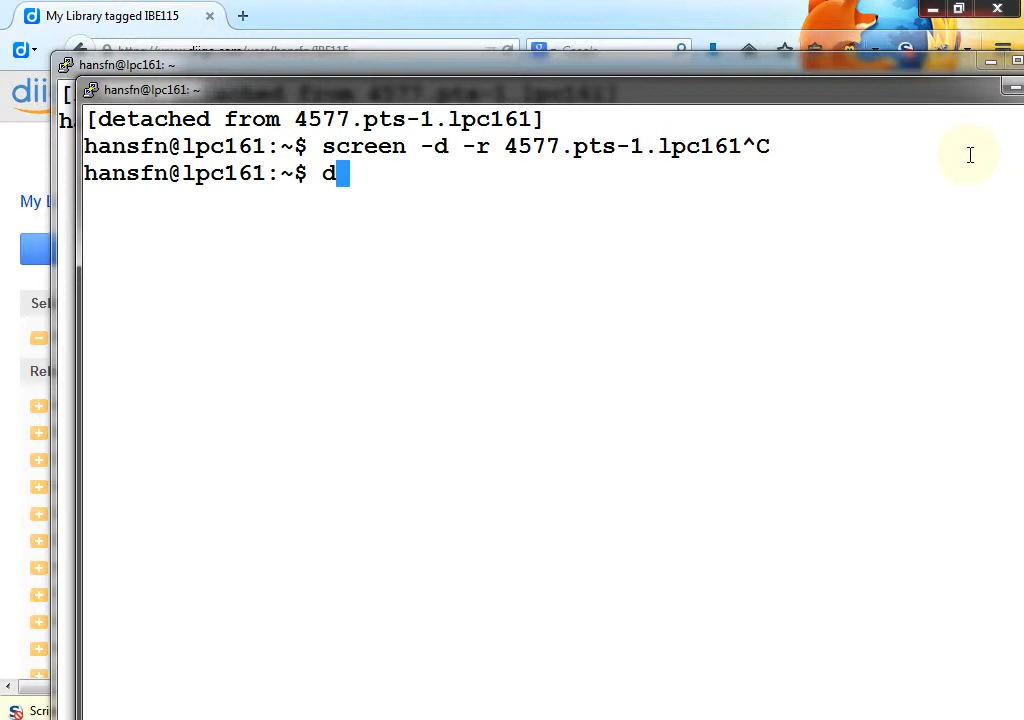 My Library tagged IBE115
hansfn@lpc161: ~
hansfn@lpc161: ~
[detached from 4577.pts-1.lpc161]
hansfn@lpc161:~$ screen -d -r 4577.pts-1.lpc161^C
hansfn@lpc161:~$ d
dii
My L
Sel
Rel
Scri